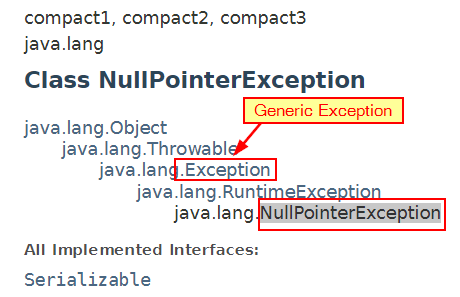 compact1, compact2, compact3
java.lang
Class NullPointerException
Generic Exception
java.lang.Object
java.lang.Throwable
java.lang.Exception
java.lang.RuntimeException
java.lang.NullPointerException
All Implemented Interfaces:
Serializable